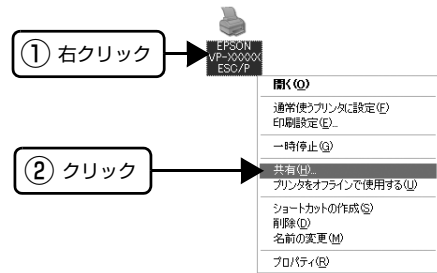 ① 右クリック
EPSON
VP-XXXXX
ESC/P
開く(O)
通常使うプリンタに設定(F)
印刷設定(E)...
一時停止(G)
② クリック
共有(H)...
プリンタをオフラインで使用する(U)
ショートカットの作成(S)
削除(D)
名前の変更(M)
プロパティ(R)